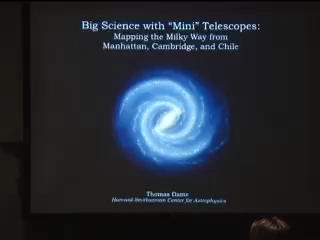 Big Science with “Mini” Telescopes:
Mapping the Milky Way from
Manhattan, Cambridge, and Chile
Thomas Dame
Harvard-Smithsonian Center for Astrophysics